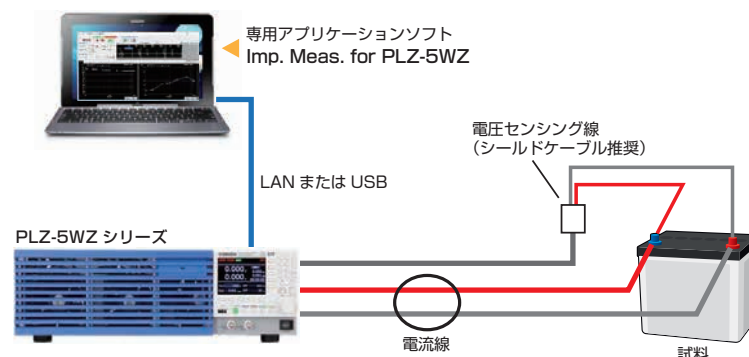 専用アプリケーションソフト
Imp. Meas. for PLZ-5WZ
電圧センシング線
（シールドケーブル推奨）
LAN または USB
PLZ-5WZ シリーズ
電流線
試料